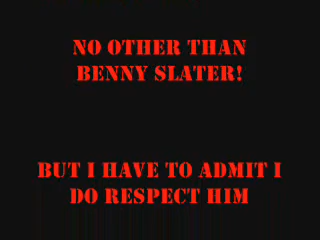 NO OTHER THAN
BENNY SLATER!
BUT I HAVE TO ADMIT I
DO RESPECT HIM